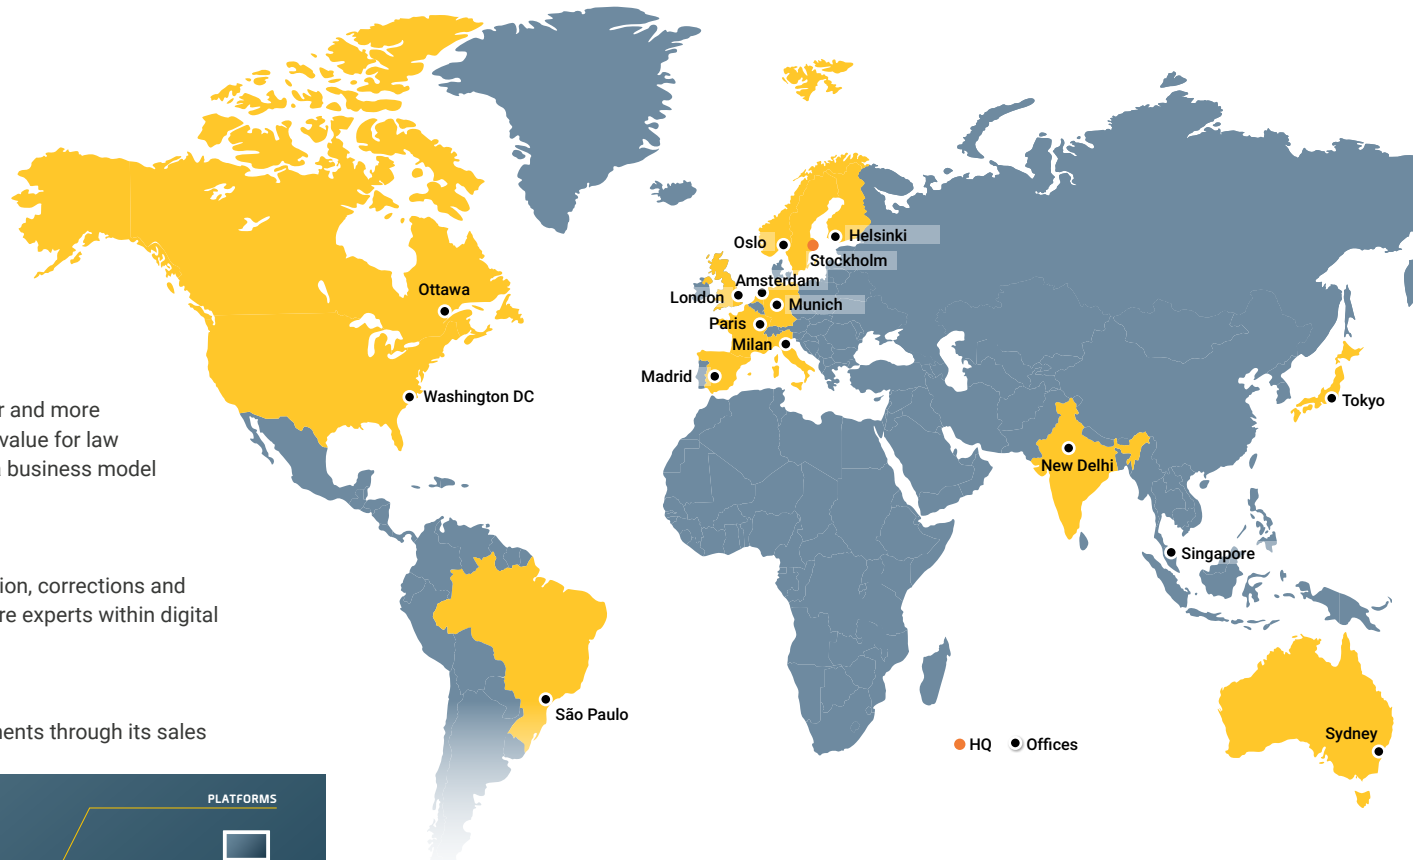 Oslo
Helsinki
Stockholm
Amsterdam
London
Munich
Ottawa
Paris
Milan
Madrid
Washington DC
Tokyo
r and more
value for law
a business model
New Delhi
Singapore
tion, corrections and
re experts within digital
São Paulo
nents through its sales
Sydney
HQ
Offices
PLATFORMS